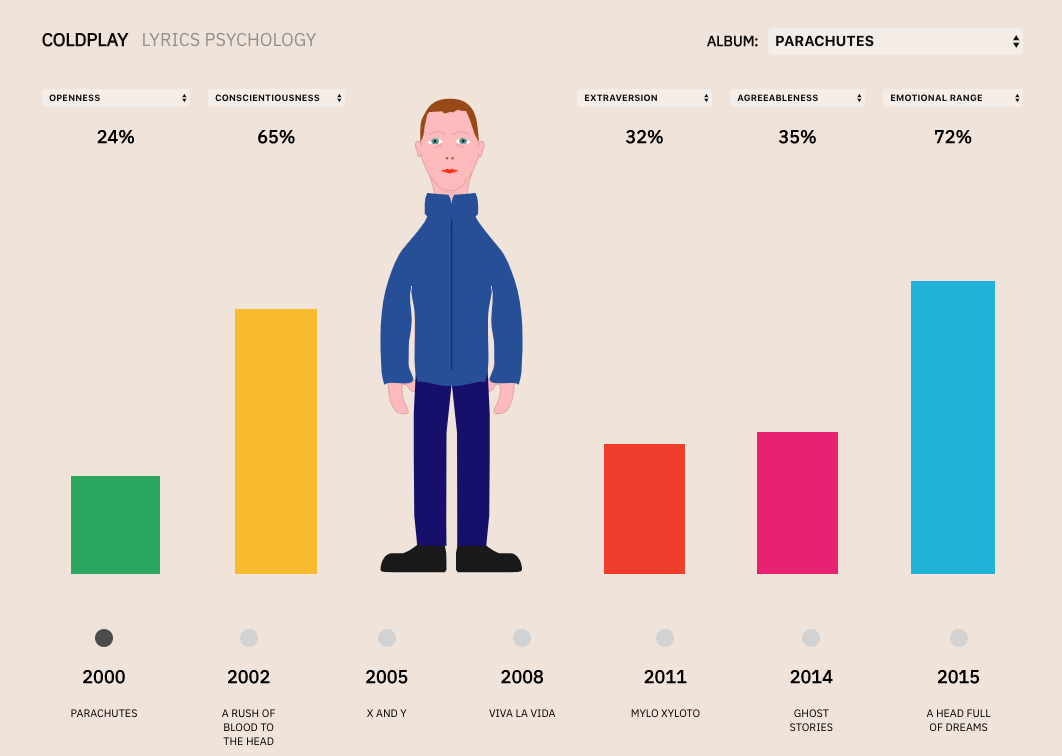 COLDPLAY LYRICS PSYCHOLOGY
ALBUM: PARACHUTES
OPENNESS
CONSCIENTIOUSNESS
EXTRAVERSION
AGREEABLENESS
EMOTIONAL RANGE
24%
65%
32%
35%
72%
2000
2002
2005
2008
2011
2014
2015
PARACHUTES
A RUSH OF
BLOOD TO
THE HEAD
X AND Y
VIVA LA VIDA
MYLO XYLOTO
GHOST
STORIES
A HEAD FULL
OF DREAMS